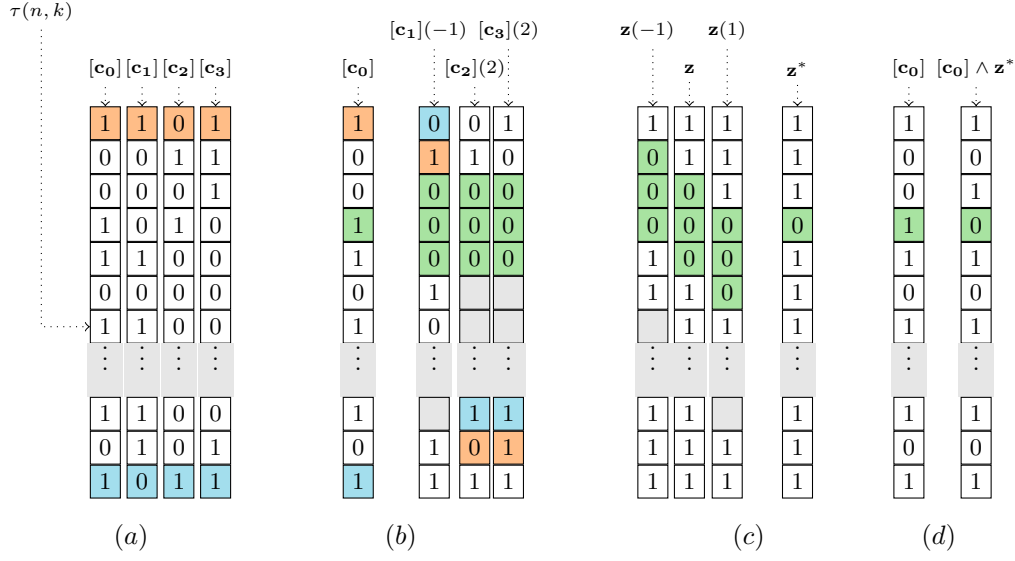 τ(n, k)
[c₁](−1) [c₃](2) z(−1) z(1)
[c₀] [c₁] [c₂] [c₃] [c₀] [c₂](2) z z* [c₀] [c₀] ∧ z*
1 1 0 1 1 0 0 1 1 1 1 1 1 1
0 0 1 1 0 1 1 0 0 1 1 1 0 0
0 0 0 1 0 0 0 0 0 0 1 1 0 1
1 0 1 0 1 0 0 0 0 0 0 0 1 0
1 1 0 0 1 0 0 0 1 0 0 1 1 1
0 0 0 0 0 1 1 1 0 1 0 0
1 1 0 0 1 0 1 1 1 1 1
⋮ ⋮ ⋮ ⋮ ⋮ ⋮ ⋮ ⋮ ⋮ ⋮ ⋮ ⋮ ⋮ ⋮
1 1 0 0 1 1 1 1 1 1 1 1
0 1 0 1 0 1 0 1 1 1 1 1 0 0
1 0 1 1 1 1 1 1 1 1 1 1 1 1
(a) (b) (c) (d)